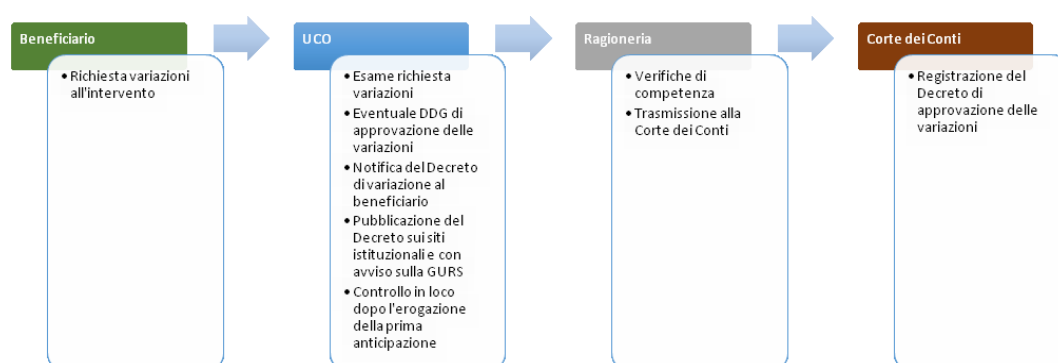 Beneficiario
• Richiesta variazioni
all'intervento
UCO
• Esame richiesta
variazioni
• Eventuale DDG di
approvazione delle
variazioni
• Notifica del Decreto
di variazione al
beneficiario
• Pubblicazione del
Decreto sui siti
istituzionali e con
avviso sulla GURS
• Controllo in loco
dopo l'erogazione
della prima
anticipazione
Ragioneria
• Verifiche di
competenza
• Trasmissione alla
Corte dei Conti
Corte dei Conti
• Registrazione del
Decreto di
approvazione delle
variazioni